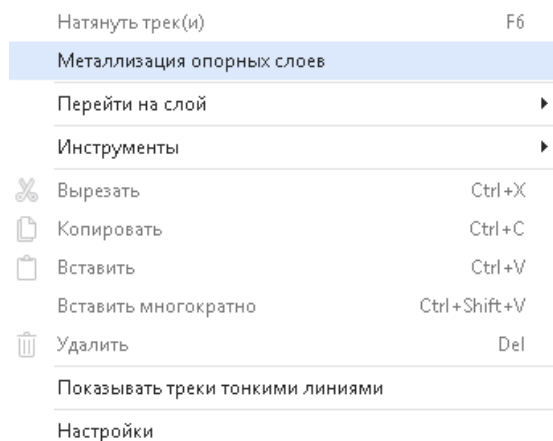 Натянуть трек(и) F6
Металлизация опорных слоев
Перейти на слой
Инструменты
Вырезать Ctrl+X
Копировать Ctrl+C
Вставить Ctrl+V
Вставить многократно Ctrl+Shift+V
Удалить Del
Показывать треки тонкими линиями
Настройки